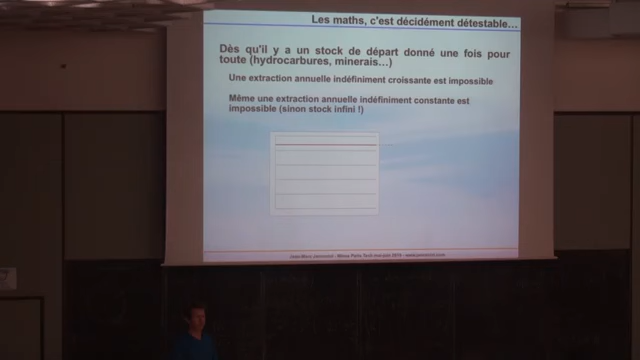 Les maths, c'est décidément détestable...
Dès qu'il y a un stock de départ donné une fois pour
toute (hydrocarbures, minerais...)
Une extraction annuelle indéfiniment croissante est impossible
Même une extraction annuelle indéfiniment constante est
impossible (sinon stock infini !)